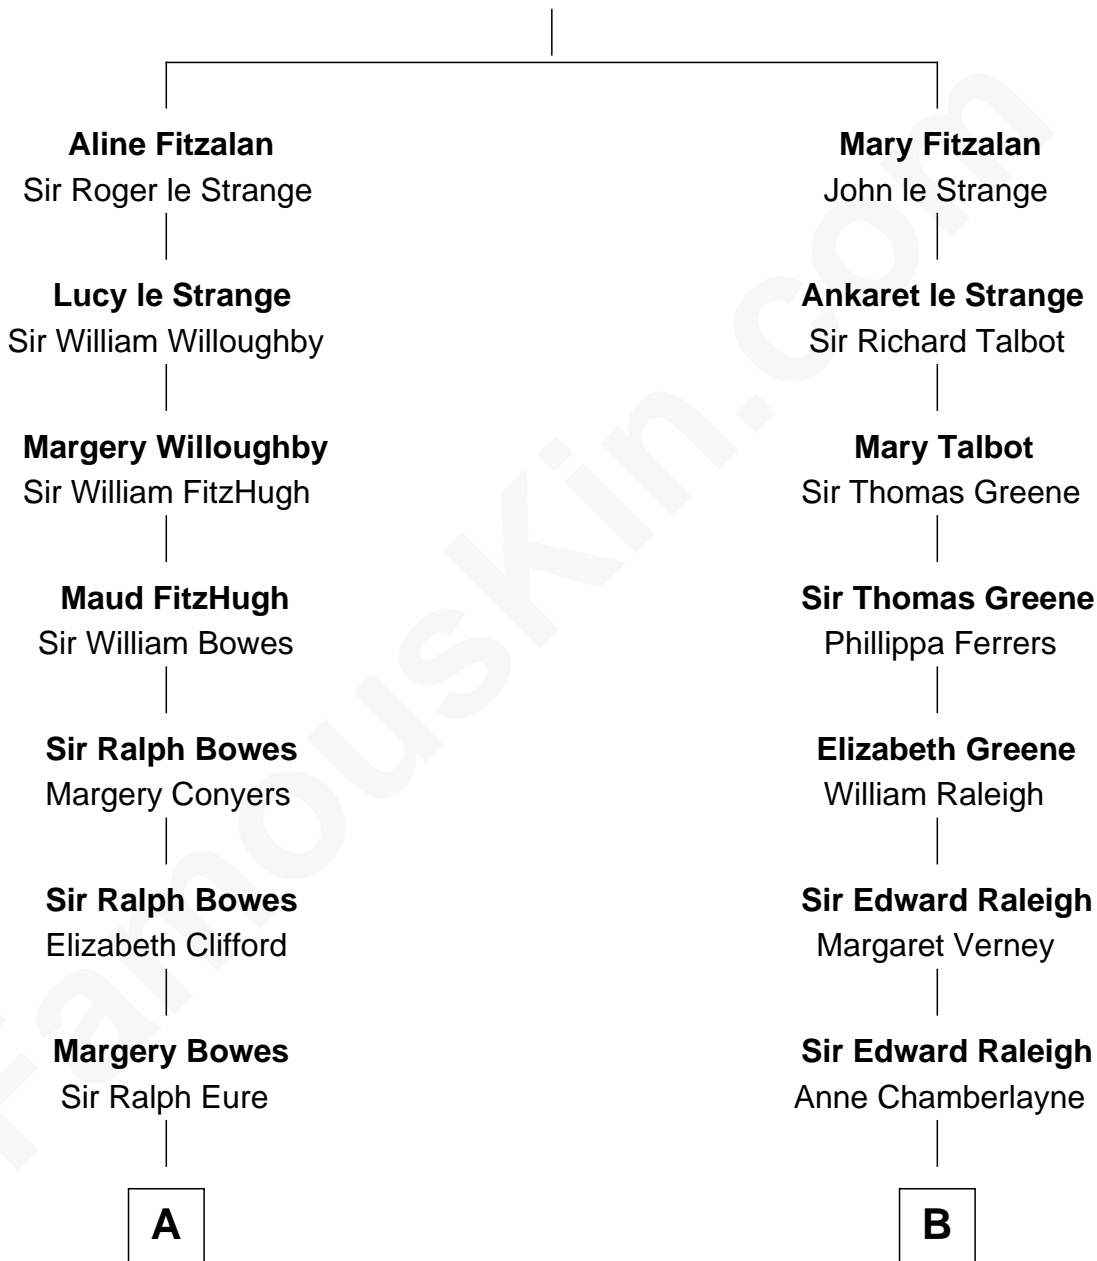 Aline Fitzalan
Sir Roger le Strange
Lucy le Strange
Sir William Willoughby
Margery Willoughby
Sir William FitzHugh
Maud FitzHugh
Sir William Bowes
Sir Ralph Bowes
Margery Conyers
Sir Ralph Bowes
Elizabeth Clifford
Margery Bowes
Sir Ralph Eure
A
Mary Fitzalan
John le Strange
Ankaret le Strange
Sir Richard Talbot
Mary Talbot
Sir Thomas Greene
Sir Thomas Greene
Phillippa Ferrers
Elizabeth Greene
William Raleigh
Sir Edward Raleigh
Margaret Verney
Sir Edward Raleigh
Anne Chamberlayne
B
FamousKin.com